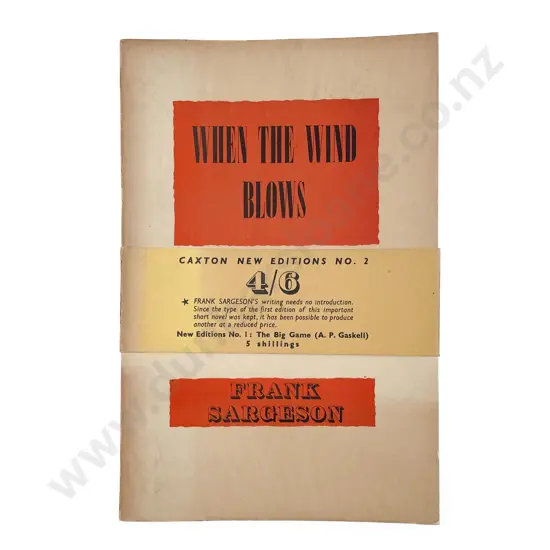 WHEN THE WIND
BLOWS
CAXTON NEW EDITIONS NO. 2
4/6
★ FRANK SARGESON'S writing needs no introduction.
Since the type of the first edition of this important
short novel was kept, it has been possible to produce
another at a reduced price.
New Editions No. 1: The Big Game (A. P. Gaskell)
5 shillings
FRANK
SARGESON